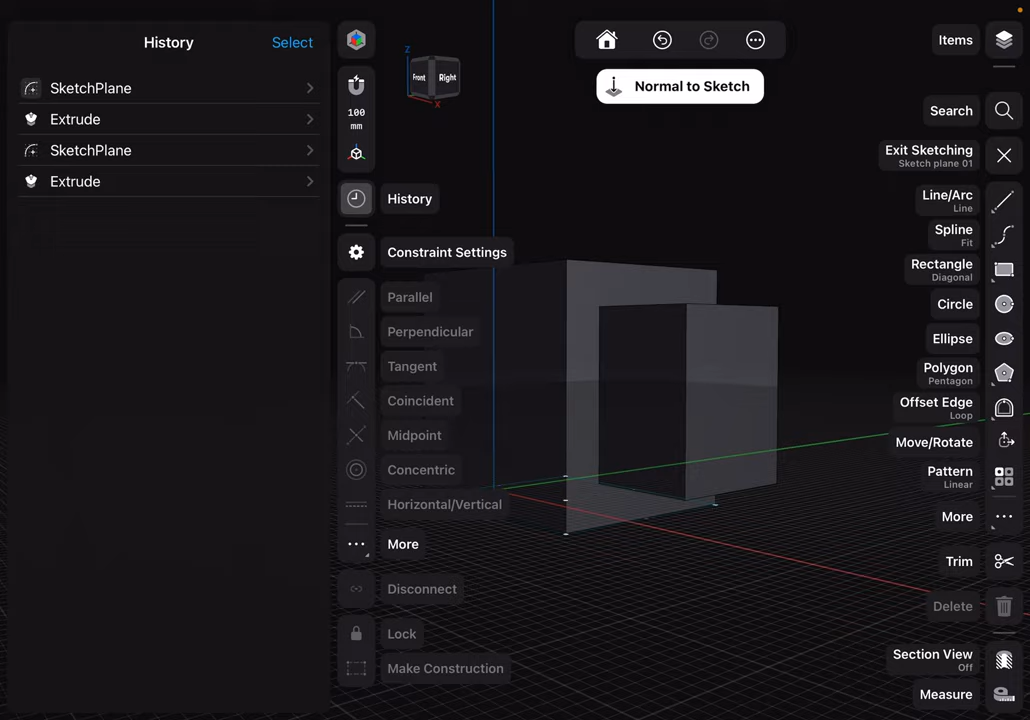 History
Select
SketchPlane
Extrude
SketchPlane
Extrude
100
mm
History
Constraint Settings
Parallel
Perpendicular
Tangent
Coincident
Midpoint
Concentric
Horizontal/Vertical
More
Disconnect
Lock
Make Construction
Z
Front
Right
X
Normal to Sketch
Items
Search
Exit Sketching
Sketch plane 01
Line/Arc
Line
Spline
Fit
Rectangle
Diagonal
Circle
Ellipse
Polygon
Pentagon
Offset Edge
Loop
Move/Rotate
Pattern
Linear
More
Trim
Delete
Section View
Off
Measure